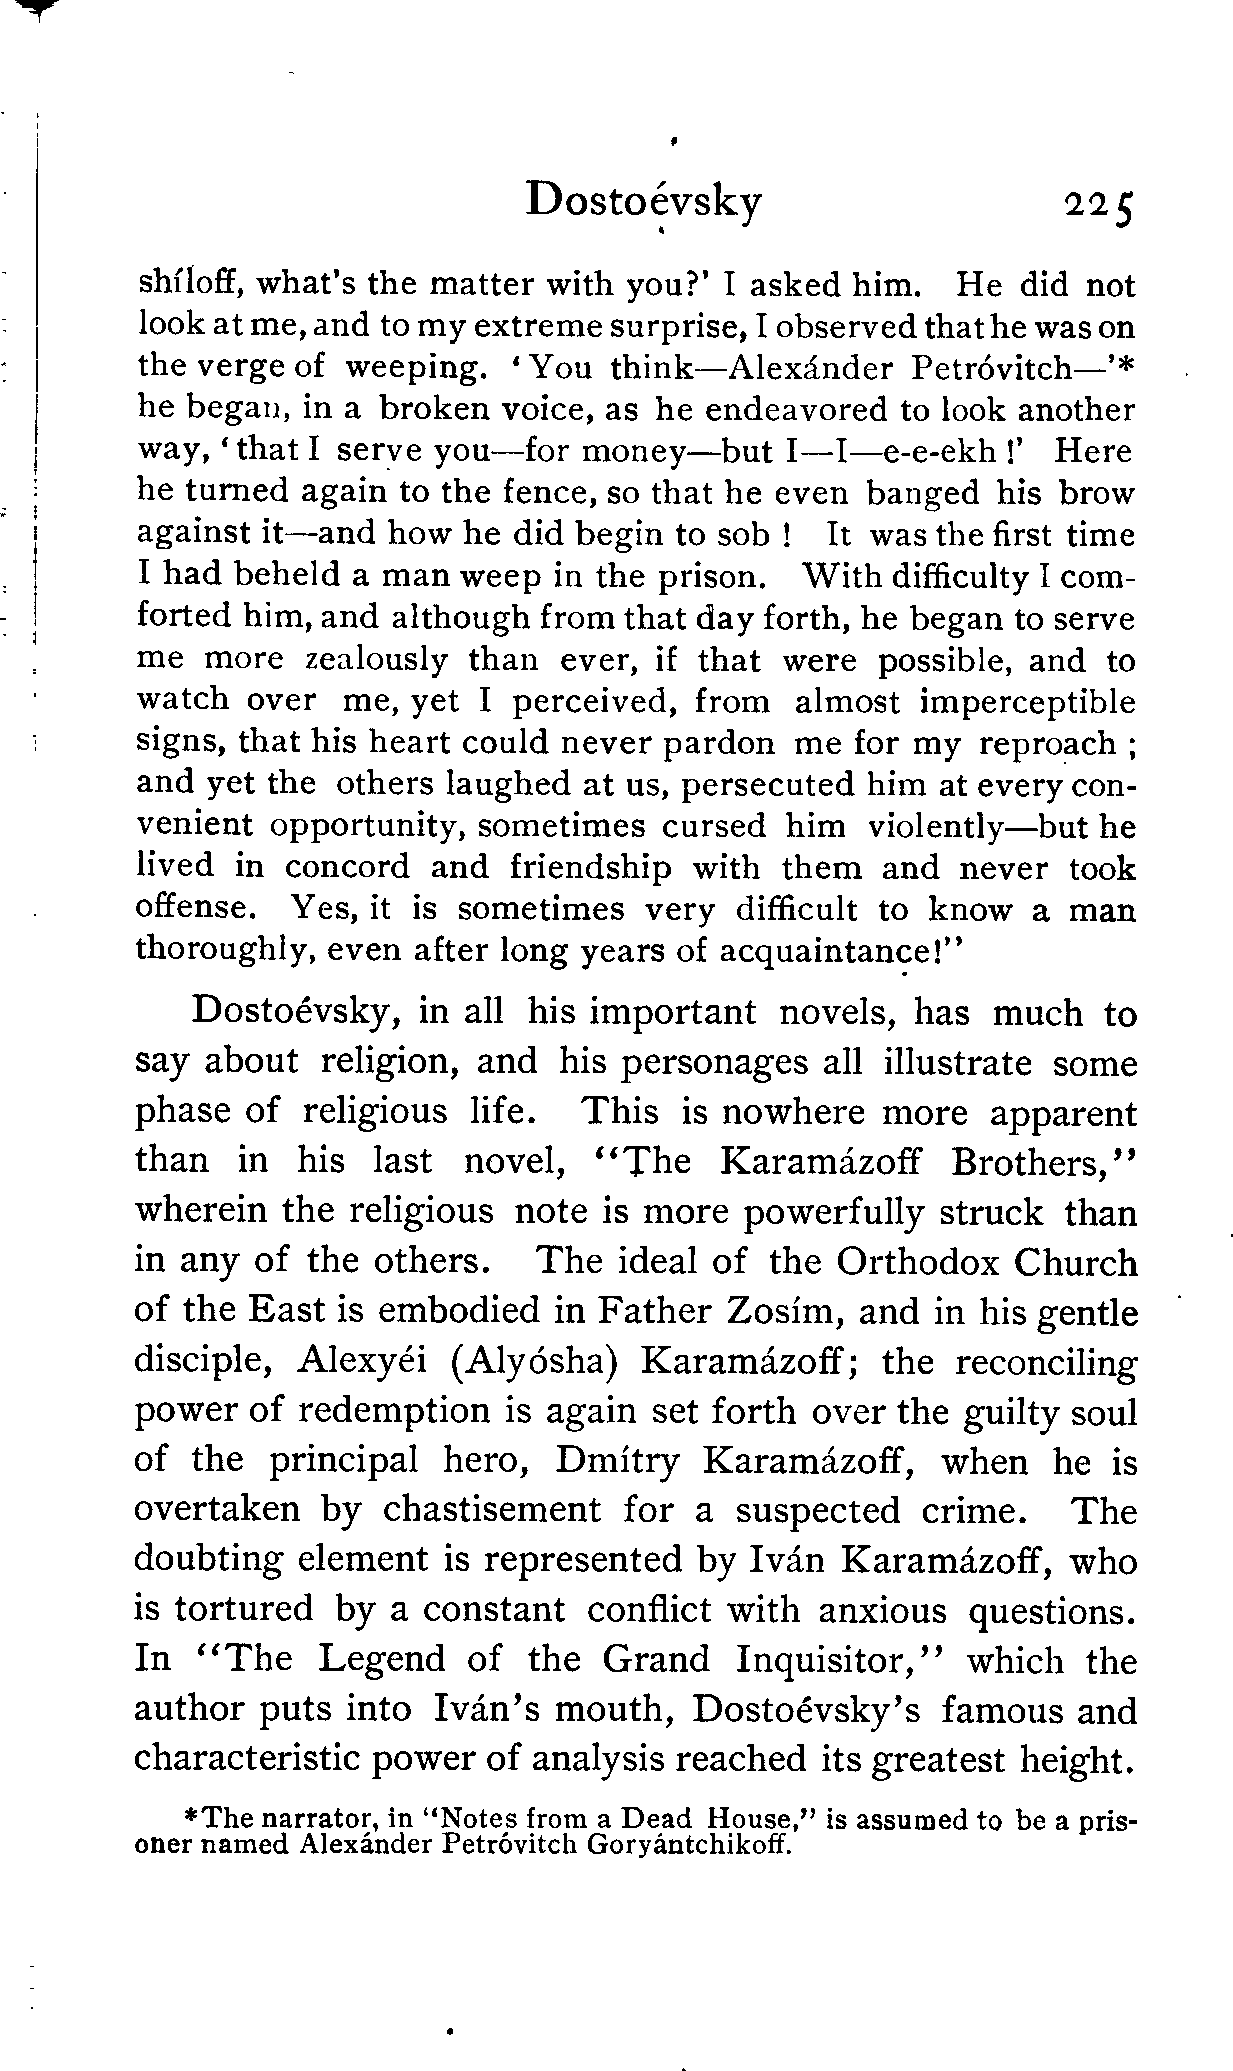 Dostoévsky 225
shíloff, what's the matter with you?' I asked him. He did not
look at me, and to my extreme surprise, I observed that he was on
the verge of weeping. 'You think—Alexánder Petróvitch—'*
he began, in a broken voice, as he endeavored to look another
way, 'that I serve you—for money—but I—I—e-e-ekh !' Here
he turned again to the fence, so that he even banged his brow
against it—and how he did begin to sob ! It was the first time
I had beheld a man weep in the prison. With difficulty I com-
forted him, and although from that day forth, he began to serve
me more zealously than ever, if that were possible, and to
watch over me, yet I perceived, from almost imperceptible
signs, that his heart could never pardon me for my reproach ;
and yet the others laughed at us, persecuted him at every con-
venient opportunity, sometimes cursed him violently—but he
lived in concord and friendship with them and never took
offense. Yes, it is sometimes very difficult to know a man
thoroughly, even after long years of acquaintance!"
Dostoévsky, in all his important novels, has much to
say about religion, and his personages all illustrate some
phase of religious life. This is nowhere more apparent
than in his last novel, "The Karamázoff Brothers,"
wherein the religious note is more powerfully struck than
in any of the others. The ideal of the Orthodox Church
of the East is embodied in Father Zosím, and in his gentle
disciple, Alexyéi (Alyósha) Karamázoff; the reconciling
power of redemption is again set forth over the guilty soul
of the principal hero, Dmítry Karamázoff, when he is
overtaken by chastisement for a suspected crime. The
doubting element is represented by Iván Karamázoff, who
is tortured by a constant conflict with anxious questions.
In "The Legend of the Grand Inquisitor," which the
author puts into Iván's mouth, Dostoévsky's famous and
characteristic power of analysis reached its greatest height.
*The narrator, in "Notes from a Dead House," is assumed to be a pris-
oner named Alexánder Petróvitch Goryántchikoff.